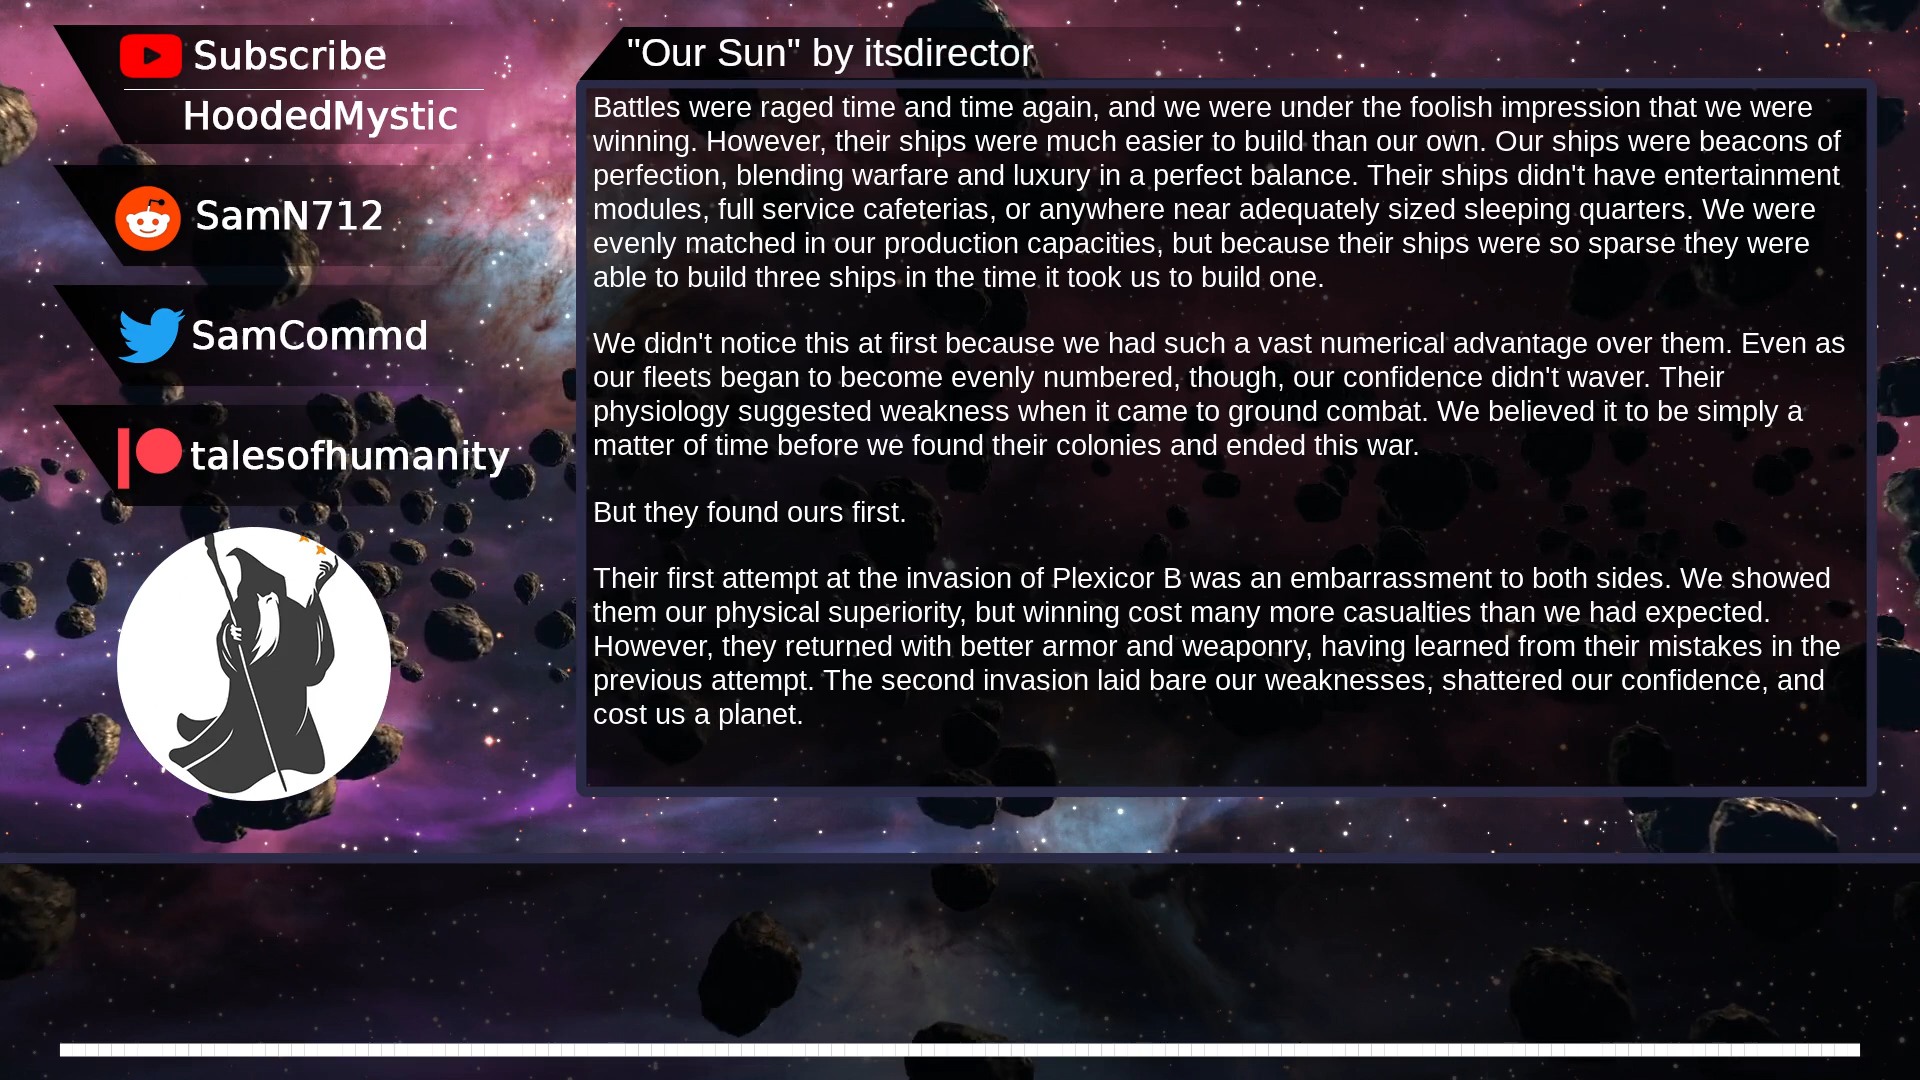 Subscribe
HoodedMystic
SamN712
SamCommd
talesofhumanity
"Our Sun" by itsdirector
Battles were raged time and time again, and we were under the foolish impression that we were
winning. However, their ships were much easier to build than our own. Our ships were beacons of
perfection, blending warfare and luxury in a perfect balance. Their ships didn't have entertainment
modules, full service cafeterias, or anywhere near adequately sized sleeping quarters. We were
evenly matched in our production capacities, but because their ships were so sparse they were
able to build three ships in the time it took us to build one.
We didn't notice this at first because we had such a vast numerical advantage over them. Even as
our fleets began to become evenly numbered, though, our confidence didn't waver. Their
physiology suggested weakness when it came to ground combat. We believed it to be simply a
matter of time before we found their colonies and ended this war.
But they found ours first.
Their first attempt at the invasion of Plexicor B was an embarrassment to both sides. We showed
them our physical superiority, but winning cost many more casualties than we had expected.
However, they returned with better armor and weaponry, having learned from their mistakes in the
previous attempt. The second invasion laid bare our weaknesses, shattered our confidence, and
cost us a planet.